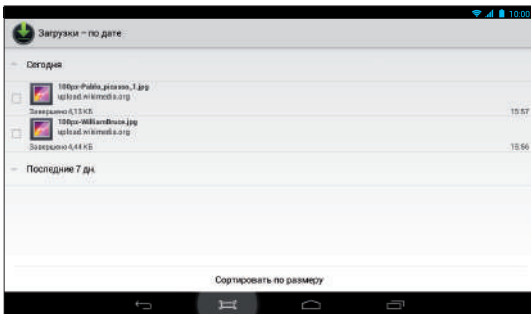 10:00
Загрузки – по дате
Сегодня
100px-Pablo_picasso_1.jpg
upload.wikimedia.org
Завершено 4,13 КБ
15:57
100px-WilliamBruce.jpg
upload.wikimedia.org
Завершено 4,44 КБ
15:56
Последние 7 дн.
Сортировать по размеру